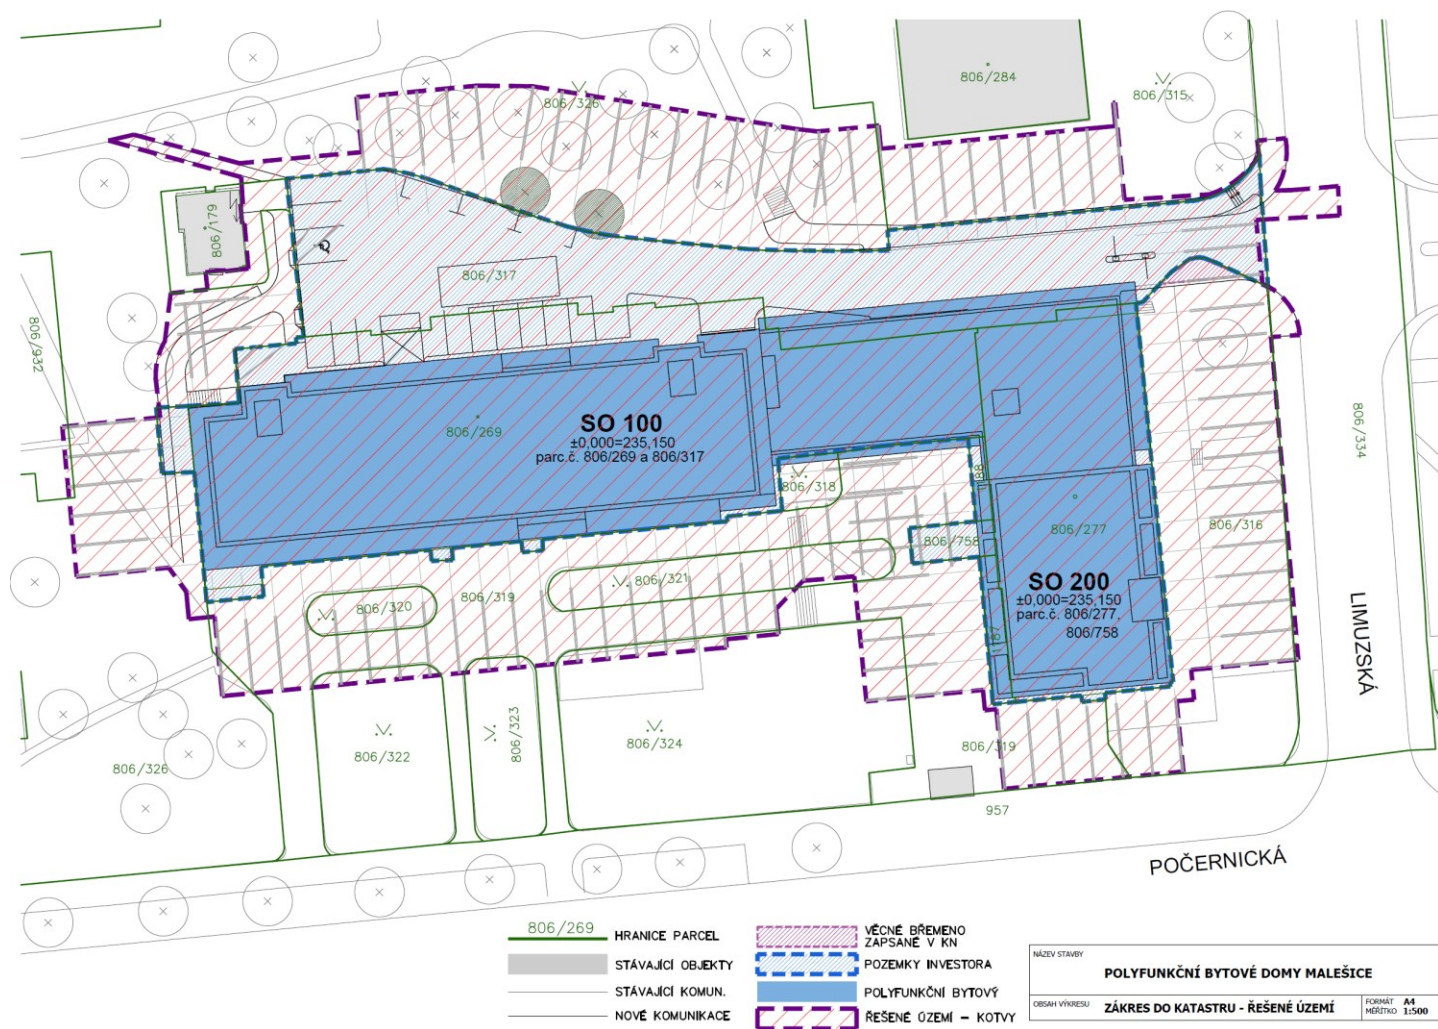 806/284
806/326
806/315
806/179
806/317
806/932
806/269
SO 100
±0,000=235,150
parc.č. 806/269 a 806/317
806/334
806/318
88
806/758
806/277
806/316
SO 200
±0,000=235,150
parc.č. 806/277,
806/758
806/321
806/320
806/319
1187
LIMUZSKÁ
806/326
806/322
806/323
806/324
806/319
957
POČERNICKÁ
806/269
HRANICE PARCEL
STÁVAJÍCÍ OBJEKTY
STÁVAJÍCÍ KOMUN.
NOVÉ KOMUNIKACE
VĚCNÉ BŘEMENO
ZAPSANÉ V KN
POZEMKY INVESTORA
POLYFUNKČNÍ BYTOVÝ
ŘEŠENÉ ÚZEMÍ – KOTVY
NÁZEV STAVBY
POLYFUNKČNÍ BYTOVÉ DOMY MALEŠICE
OBSAH VÝKRESU
ZÁKRES DO KATASTRU - ŘEŠENÉ ÚZEMÍ
FORMÁT A4
MĚŘÍTKO 1:500